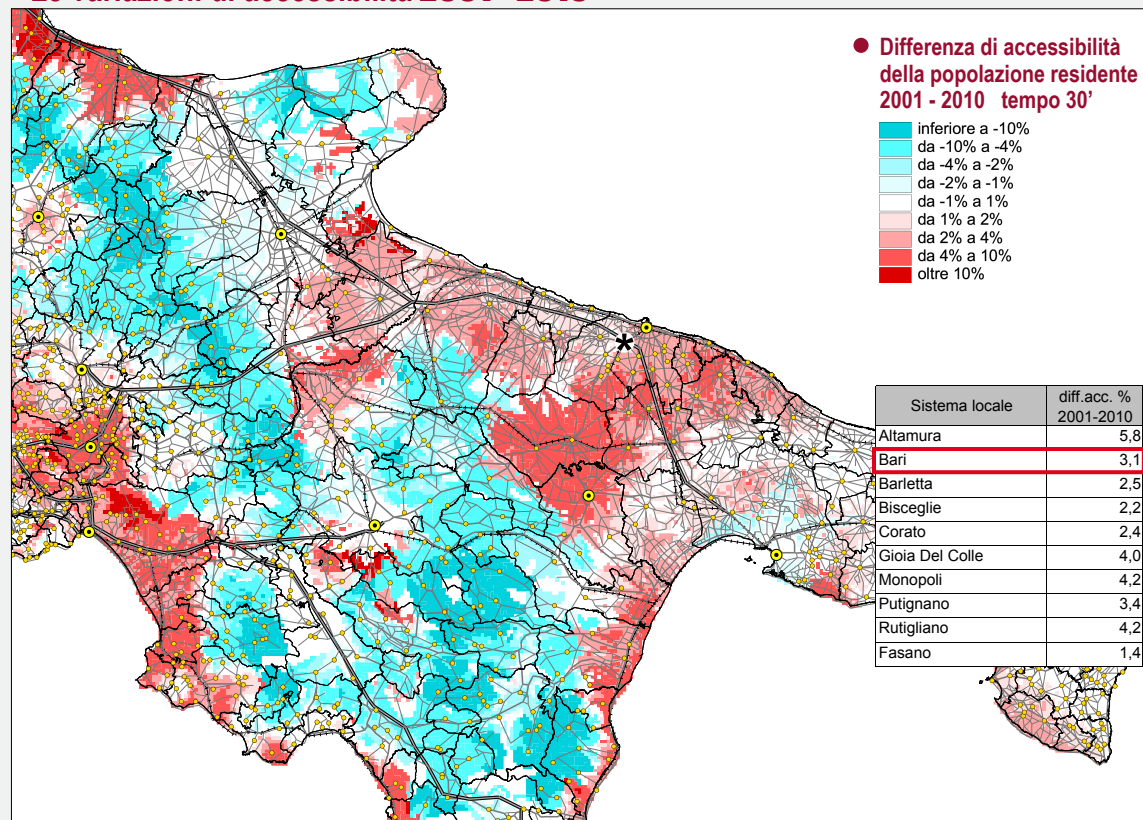 Differenza di accessibilità
della popolazione residente
2001 - 2010 tempo 30'
inferiore a -10%
da -10% a -4%
da -4% a -2%
da -2% a -1%
da -1% a 1%
da 1% a 2%
da 2% a 4%
da 4% a 10%
oltre 10%
*
Sistema locale diff.acc. % 2001-2010
Altamura 5,8
Bari 3,1
Barletta 2,5
Bisceglie 2,2
Corato 2,4
Gioia Del Colle 4,0
Monopoli 4,2
Putignano 3,4
Rutigliano 4,2
Fasano 1,4